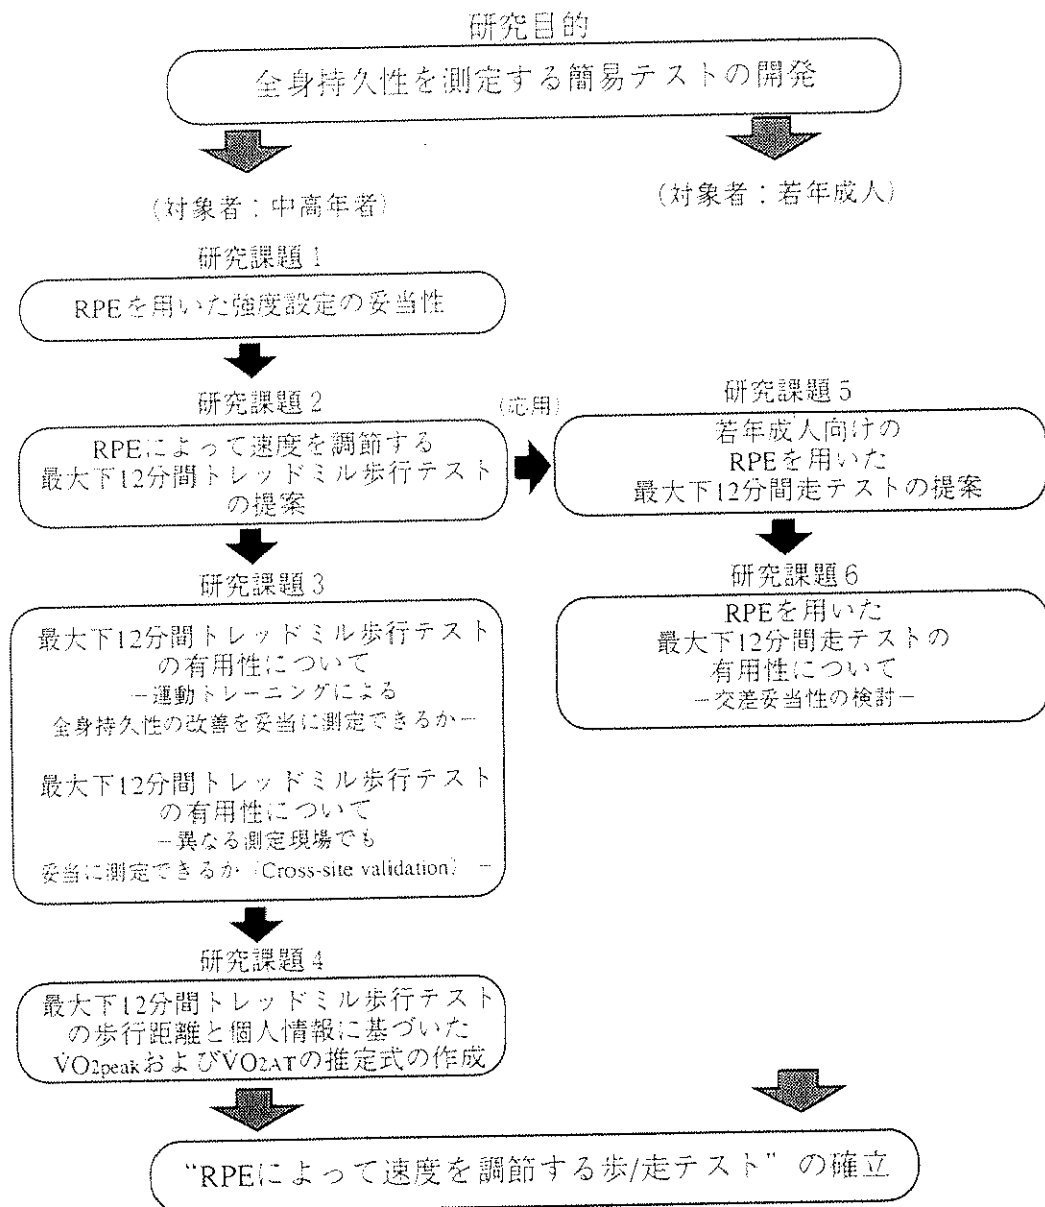 研究目的
全身持久性を測定する簡易テストの開発
(対象者：中高年者)
(対象者：若年成人)
研究課題1
RPEを用いた強度設定の妥当性
研究課題2
RPEによって速度を調節する
最大下12分間トレッドミル歩行テスト
の提案
(応用)
研究課題5
若年成人向けの
RPEを用いた
最大下12分間走テストの提案
研究課題3
最大下12分間トレッドミル歩行テスト
の有用性について
−運動トレーニングによる
全身持久性の改善を妥当に測定できるか−
最大下12分間トレッドミル歩行テスト
の有用性について
−異なる測定現場でも
妥当に測定できるか（Cross-site validation）−
研究課題6
RPEを用いた
最大下12分間走テストの
有用性について
−交差妥当性の検討−
研究課題4
最大下12分間トレッドミル歩行テスト
の歩行距離と個人情報に基づいた
V̇O2peakおよびV̇O2ATの推定式の作成
“RPEによって速度を調節する歩/走テスト”の確立